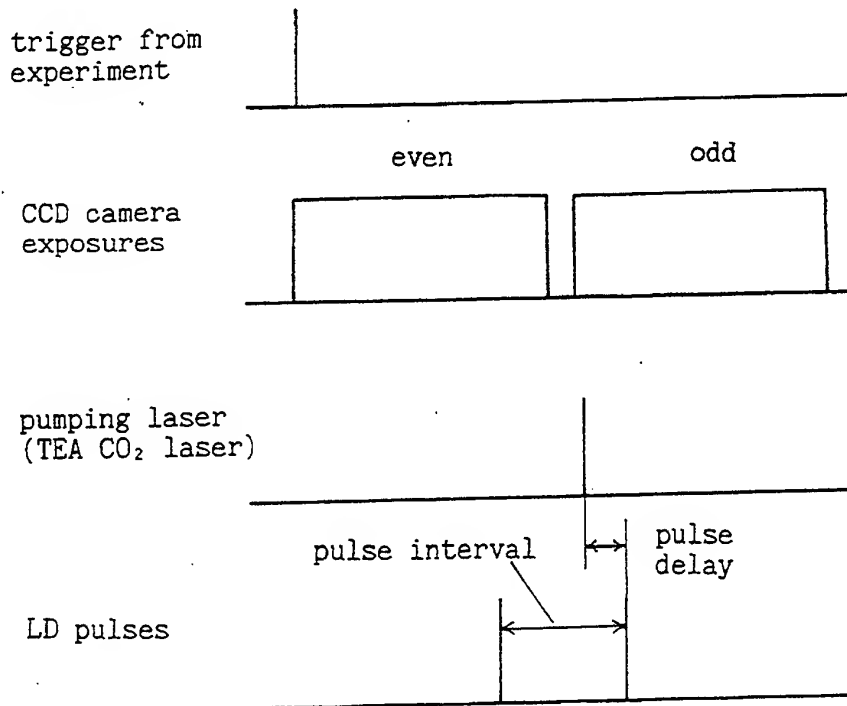 trigger from
experiment
even
odd
CCD camera
exposures
pumping laser
(TEA CO₂ laser)
pulse interval
pulse
delay
LD pulses